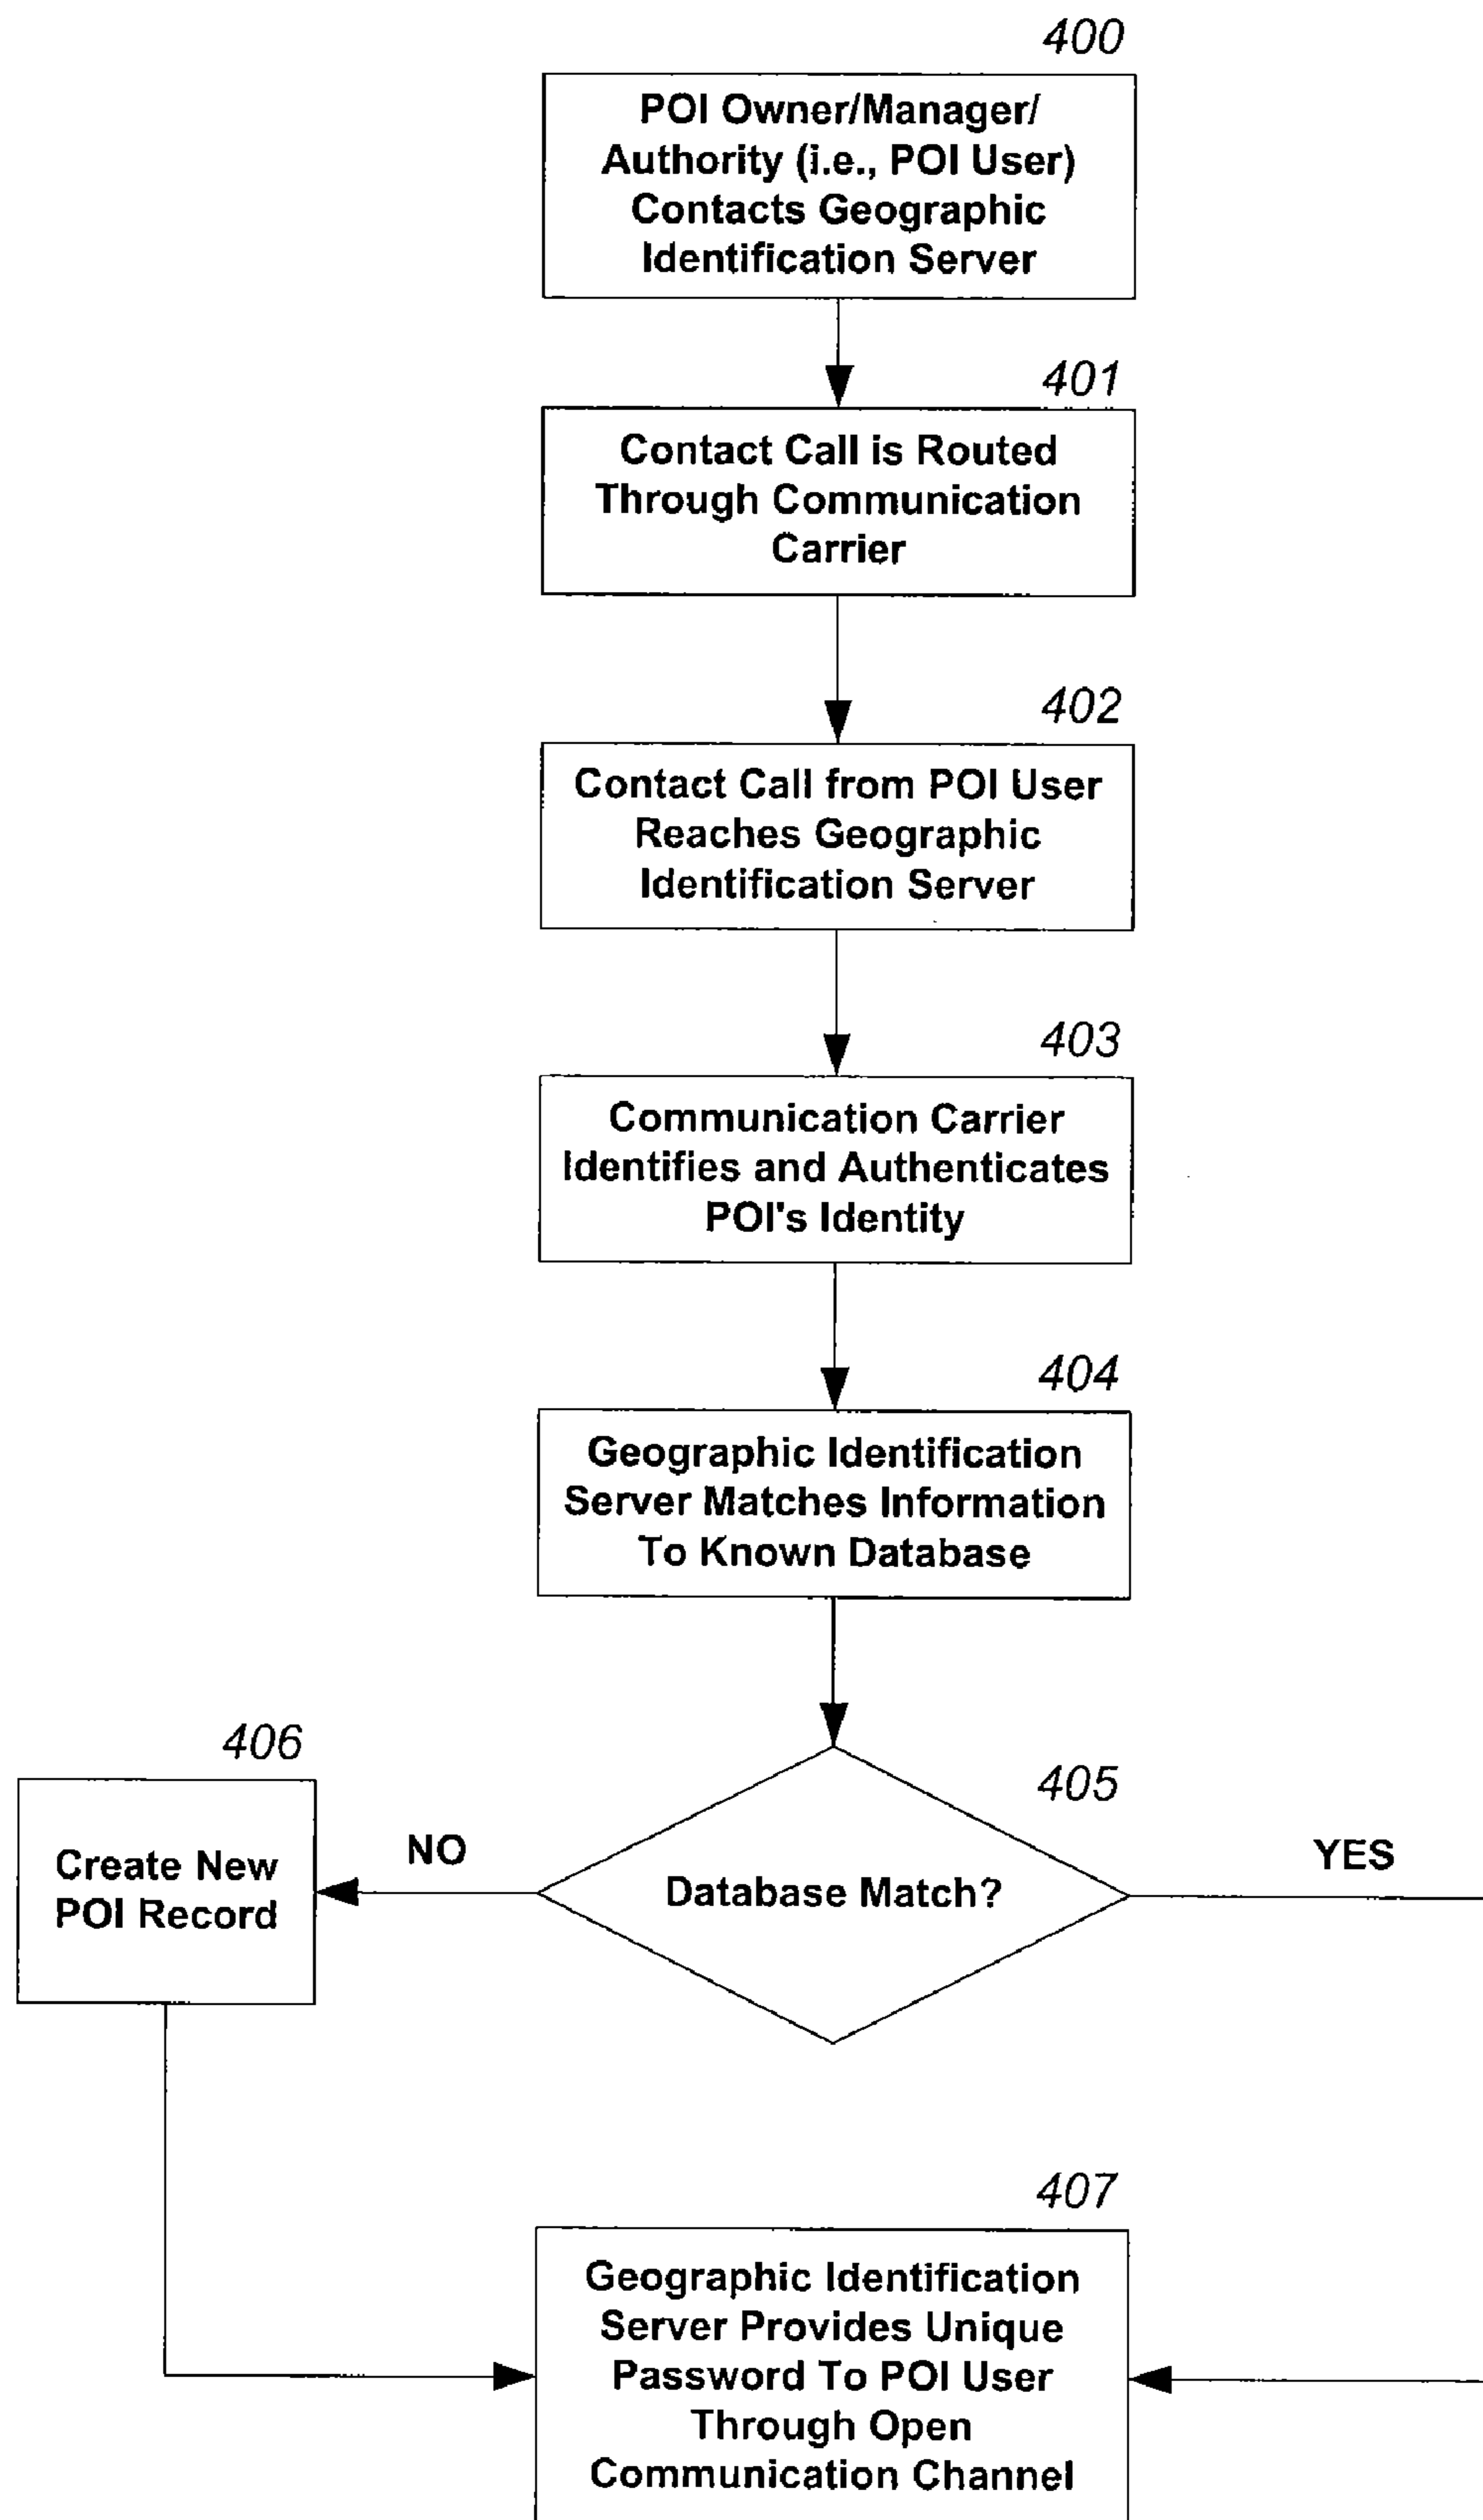 400
POI Owner/Manager/
Authority (i.e., POI User)
Contacts Geographic
Identification Server
401
Contact Call is Routed
Through Communication
Carrier
402
Contact Call from POI User
Reaches Geographic
Identification Server
403
Communication Carrier
Identifies and Authenticates
POI's Identity
404
Geographic Identification
Server Matches Information
To Known Database
405
Database Match?
NO
YES
406
Create New
POI Record
407
Geographic Identification
Server Provides Unique
Password To POI User
Through Open
Communication Channel